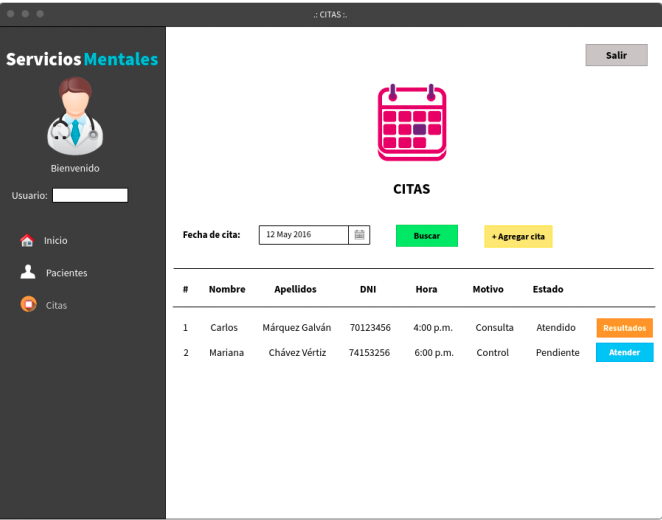 .: CITAS :.
Servicios Mentales
Bienvenido
Usuario:
Inicio
Pacientes
Citas
Salir
CITAS
Fecha de cita: 12 May 2016 Buscar + Agregar cita
# Nombre Apellidos DNI Hora Motivo Estado
1 Carlos Márquez Galván 70123456 4:00 p.m. Consulta Atendido Resultados
2 Mariana Chávez Vértiz 74153256 6:00 p.m. Control Pendiente Atender